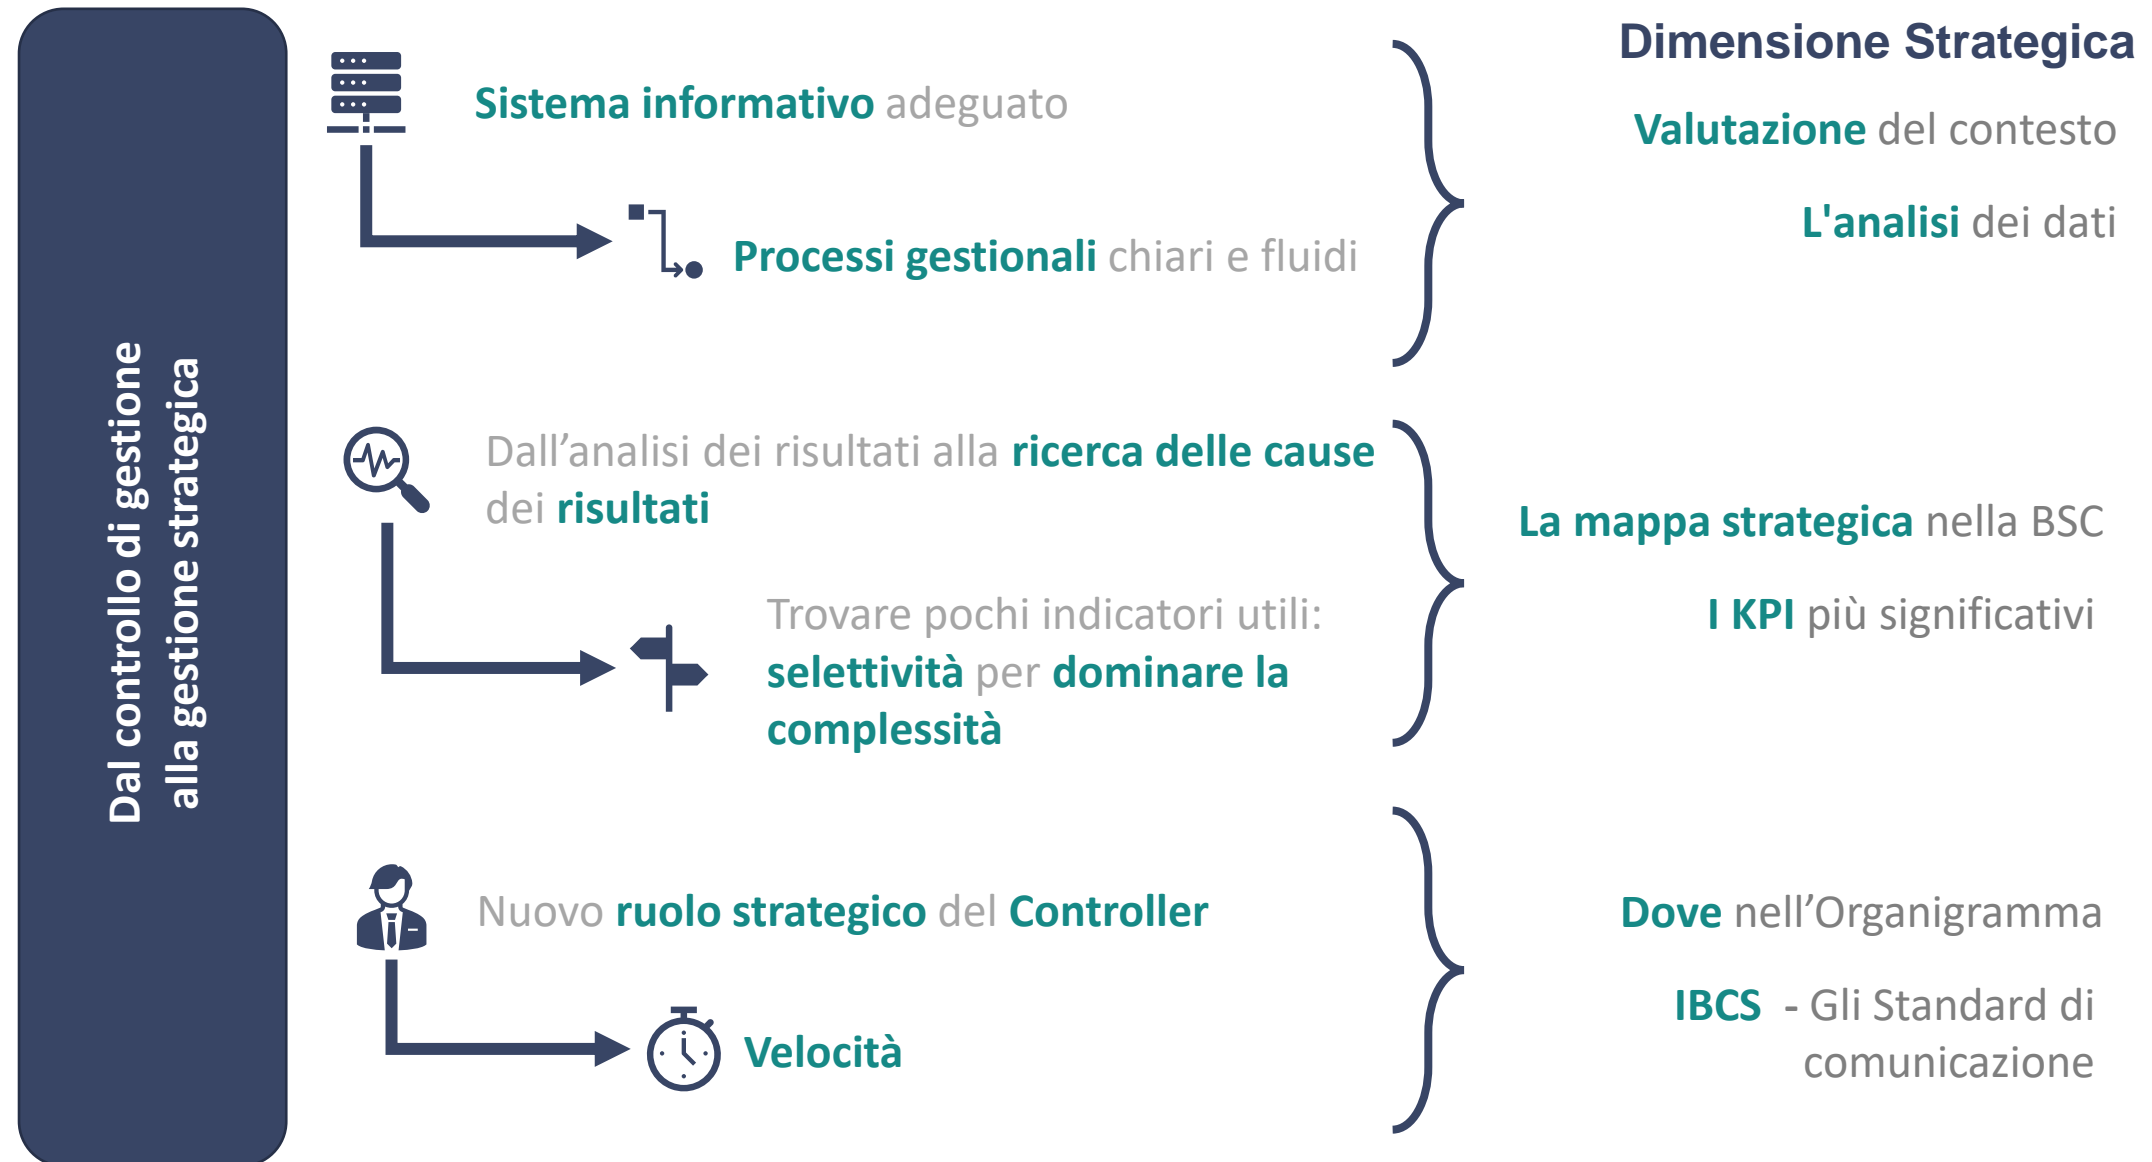 Dal controllo di gestione
alla gestione strategica
Sistema informativo adeguato
Processi gestionali chiari e fluidi
Dall’analisi dei risultati alla ricerca delle cause
dei risultati
Trovare pochi indicatori utili:
selettività per dominare la
complessità
Nuovo ruolo strategico del Controller
Velocità
Dimensione Strategica
Valutazione del contesto
L'analisi dei dati
La mappa strategica nella BSC
I KPI più significativi
Dove nell’Organigramma
IBCS - Gli Standard di
comunicazione